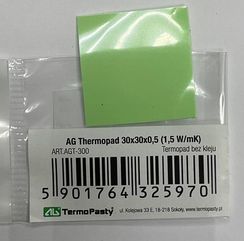 AG Thermopad 30x30x0,5 (1,5 W/mK)
ART.AGT-300 Termopad bez kleju
5 901764 325970
AG TermoPasty ul. Kolejowa 33 E, 18-218 Sokoły, www.termopasty.pl